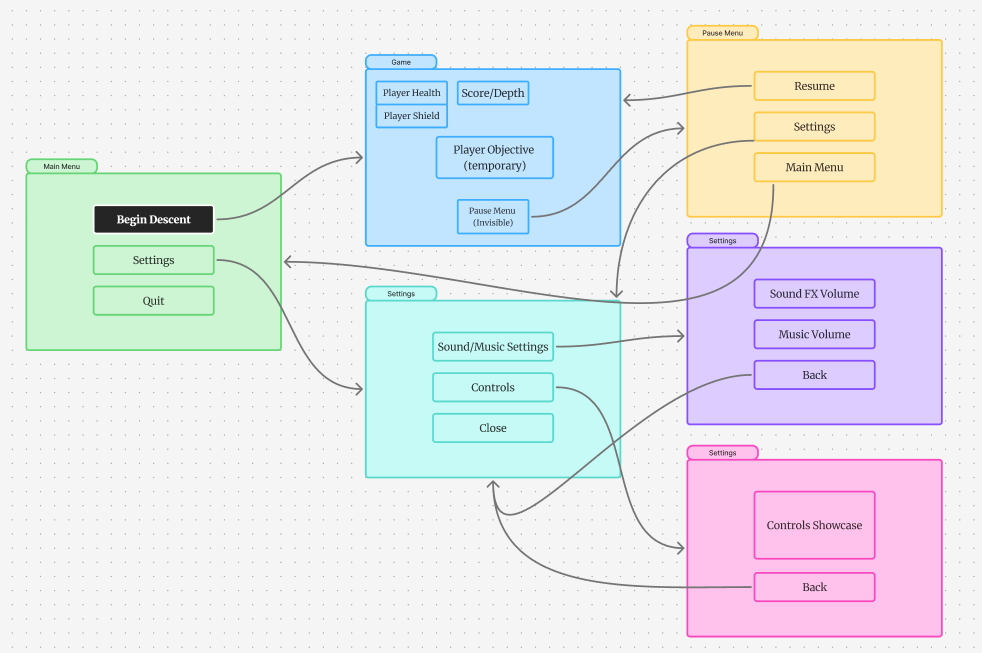 Main Menu
Begin Descent
Settings
Quit
Game
Player Health
Score/Depth
Player Shield
Player Objective
(temporary)
Pause Menu
(Invisible)
Settings
Sound/Music Settings
Controls
Close
Pause Menu
Resume
Settings
Main Menu
Settings
Sound FX Volume
Music Volume
Back
Settings
Controls Showcase
Back